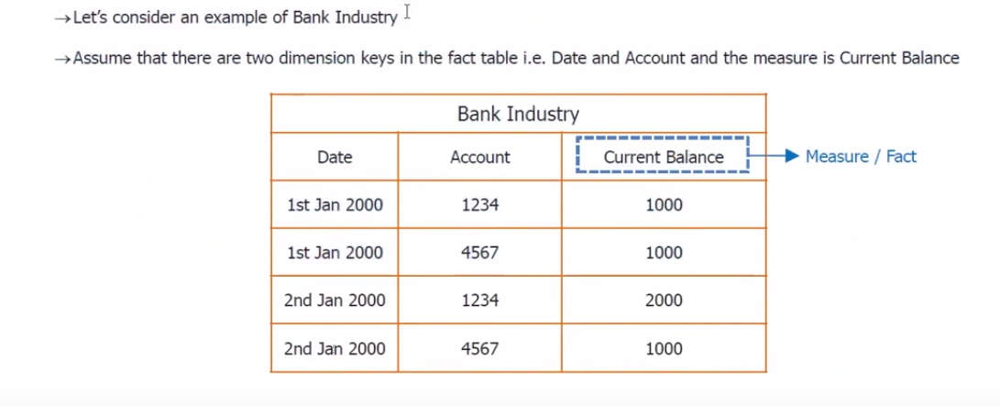 →Let's consider an example of Bank Industry
→Assume that there are two dimension keys in the fact table i.e. Date and Account and the measure is Current Balance
Bank Industry
Date Account Current Balance Measure / Fact
1st Jan 2000 1234 1000
1st Jan 2000 4567 1000
2nd Jan 2000 1234 2000
2nd Jan 2000 4567 1000